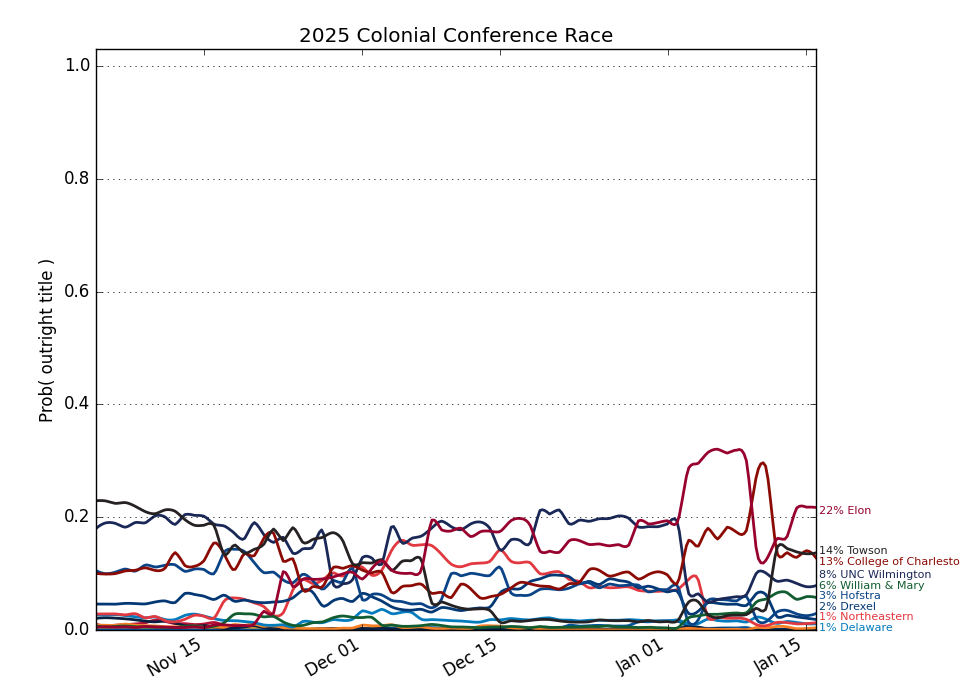 2025 Colonial Conference Race
Prob( outright title )
1.0
0.8
0.6
0.4
0.2
0.0
Nov 15
Dec 01
Dec 15
Jan 01
Jan 15
22% Elon
14% Towson
13% College of Charlesto
8% UNC Wilmington
6% William & Mary
3% Hofstra
2% Drexel
1% Northeastern
1% Delaware